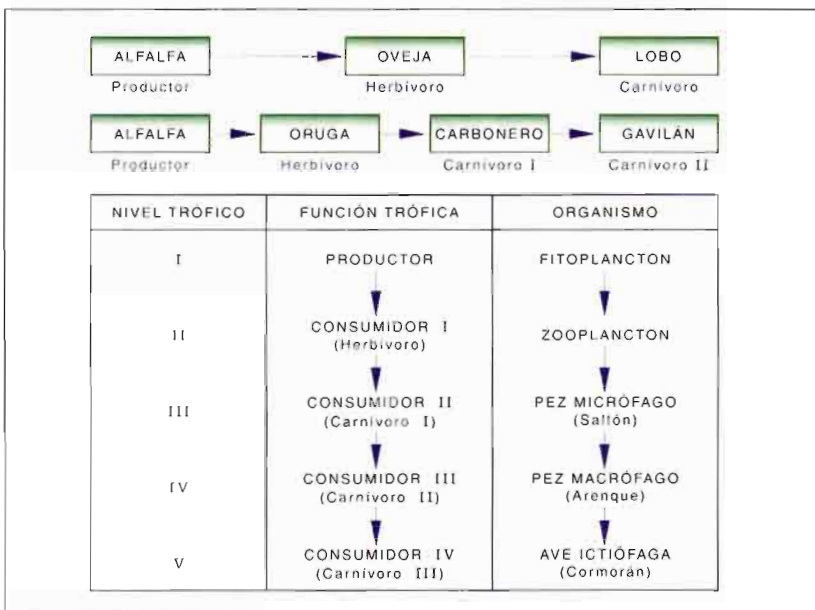 ALFALFA OVEJA LOBO
Productor Herbívoro Carnívoro
ALFALFA ORUGA CARBONERO GAVILÁN
Productor Herbívoro Carnívoro I Carnívoro II
NIVEL TRÓFICO FUNCIÓN TRÓFICA ORGANISMO
I PRODUCTOR FITOPLANCTON
II CONSUMIDOR I ZOOPLANCTON
(Herbívoro)
III CONSUMIDOR II PEZ MICRÓFAGO
(Carnívoro I) (Saltón)
IV CONSUMIDOR III PEZ MACRÓFAGO
(Carnívoro II) (Arenque)
V CONSUMIDOR IV AVE ICTIÓFAGA
(Carnívoro III) (Cormorán)